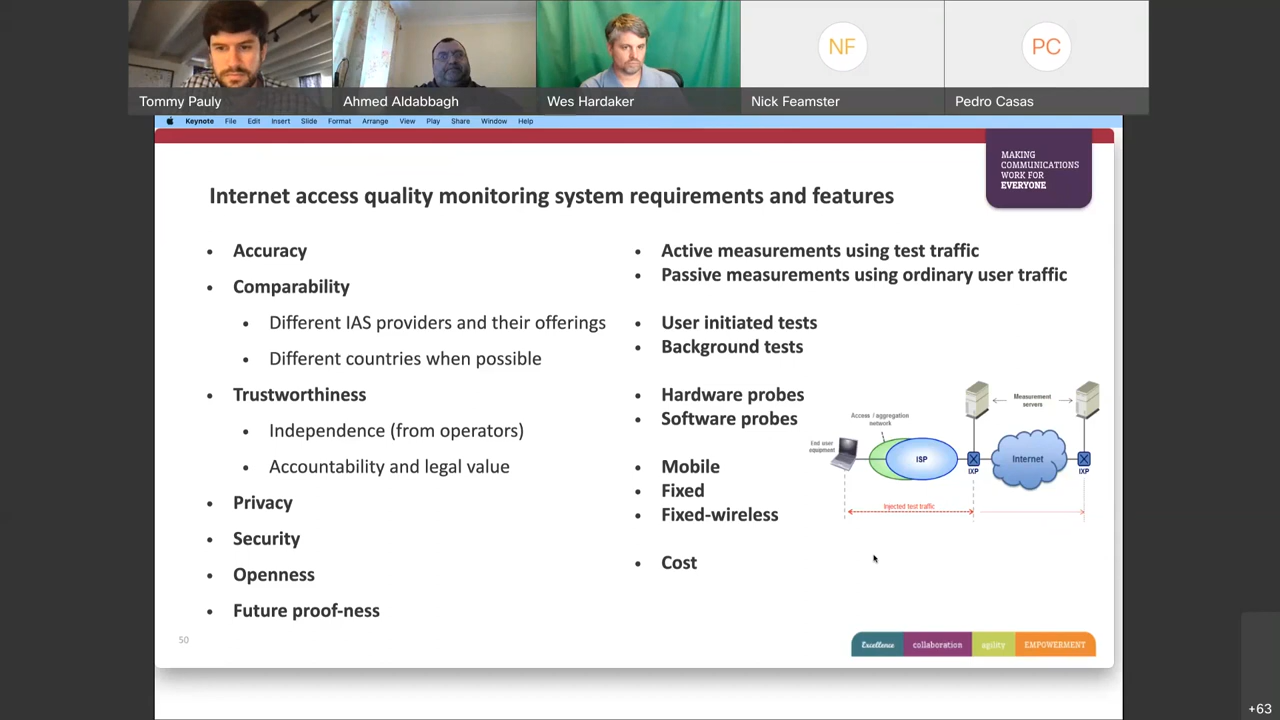 NF
PC
Tommy Pauly
Ahmed Aldabbagh
Wes Hardaker
Nick Feamster
Pedro Casas
Keynote File Edit Insert Slide Format Arrange View Play Share Window Help
MAKING
COMMUNICATIONS
WORK FOR
EVERYONE
Internet access quality monitoring system requirements and features
• Accuracy
• Comparability
• Different IAS providers and their offerings
• Different countries when possible
• Trustworthiness
• Independence (from operators)
• Accountability and legal value
• Privacy
• Security
• Openness
• Future proof-ness
• Active measurements using test traffic
• Passive measurements using ordinary user traffic
• User initiated tests
• Background tests
• Hardware probes
• Software probes
• Mobile
• Fixed
• Fixed-wireless
• Cost
Measurement
servers
Access / aggregation
network
End user
equipment
ISP
IXP
Internet
IXP
Injected test traffic
50
Excellence collaboration agility EMPOWERMENT
+63